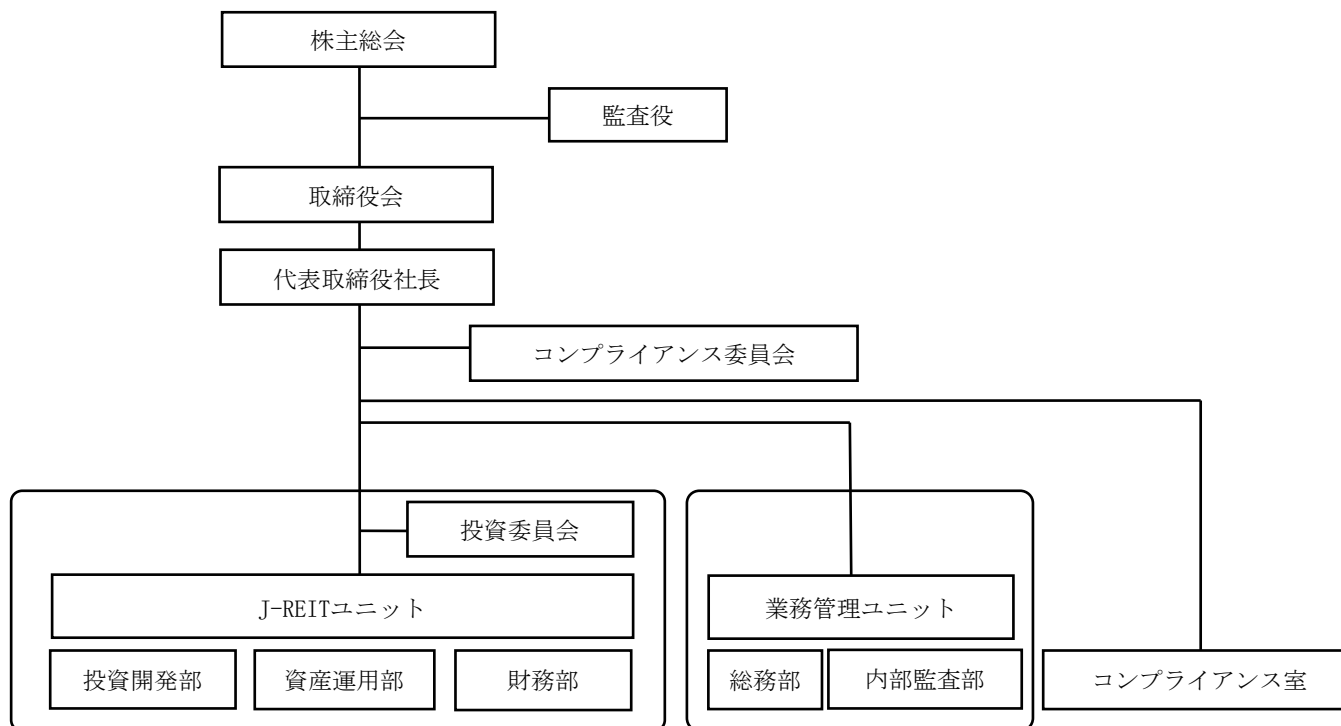 株主総会
監査役
取締役会
代表取締役社長
コンプライアンス委員会
投資委員会
J-REITユニット
業務管理ユニット
投資開発部
資産運用部
財務部
総務部
内部監査部
コンプライアンス室